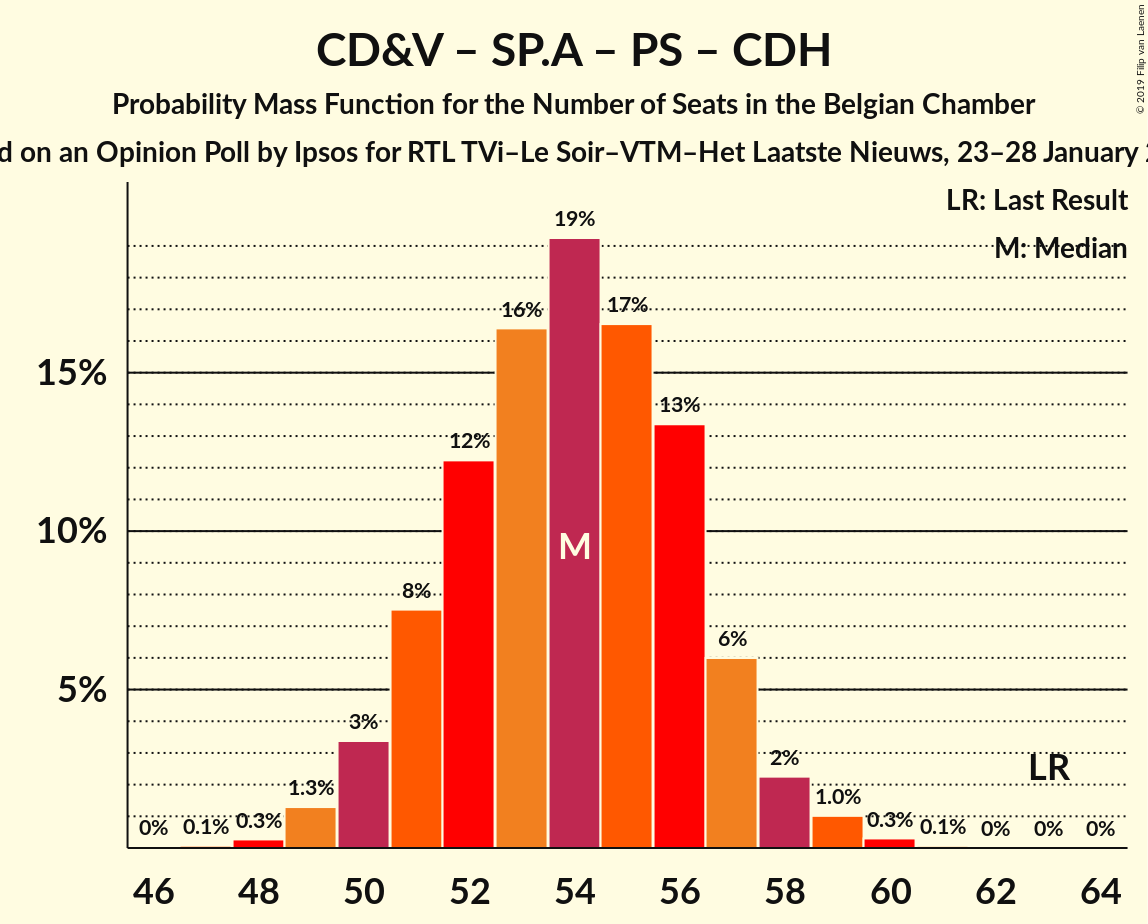 CD&V – SP.A – PS – CDH
Probability Mass Function for the Number of Seats in the Belgian Chamber
on an Opinion Poll by Ipsos for RTL TVi–Le Soir–VTM–Het Laatste Nieuws, 23–28 January
© 2019 Filip van Laenen
LR: Last Result
M: Median
19%
17%
16%
15%
13%
12%
10%
M
8%
6%
5%
3%
2%
LR
1.3%
1.0%
0% 0.1% 0.3% 0.3% 0.1% 0% 0% 0%
46 48 50 52 54 56 58 60 62 64